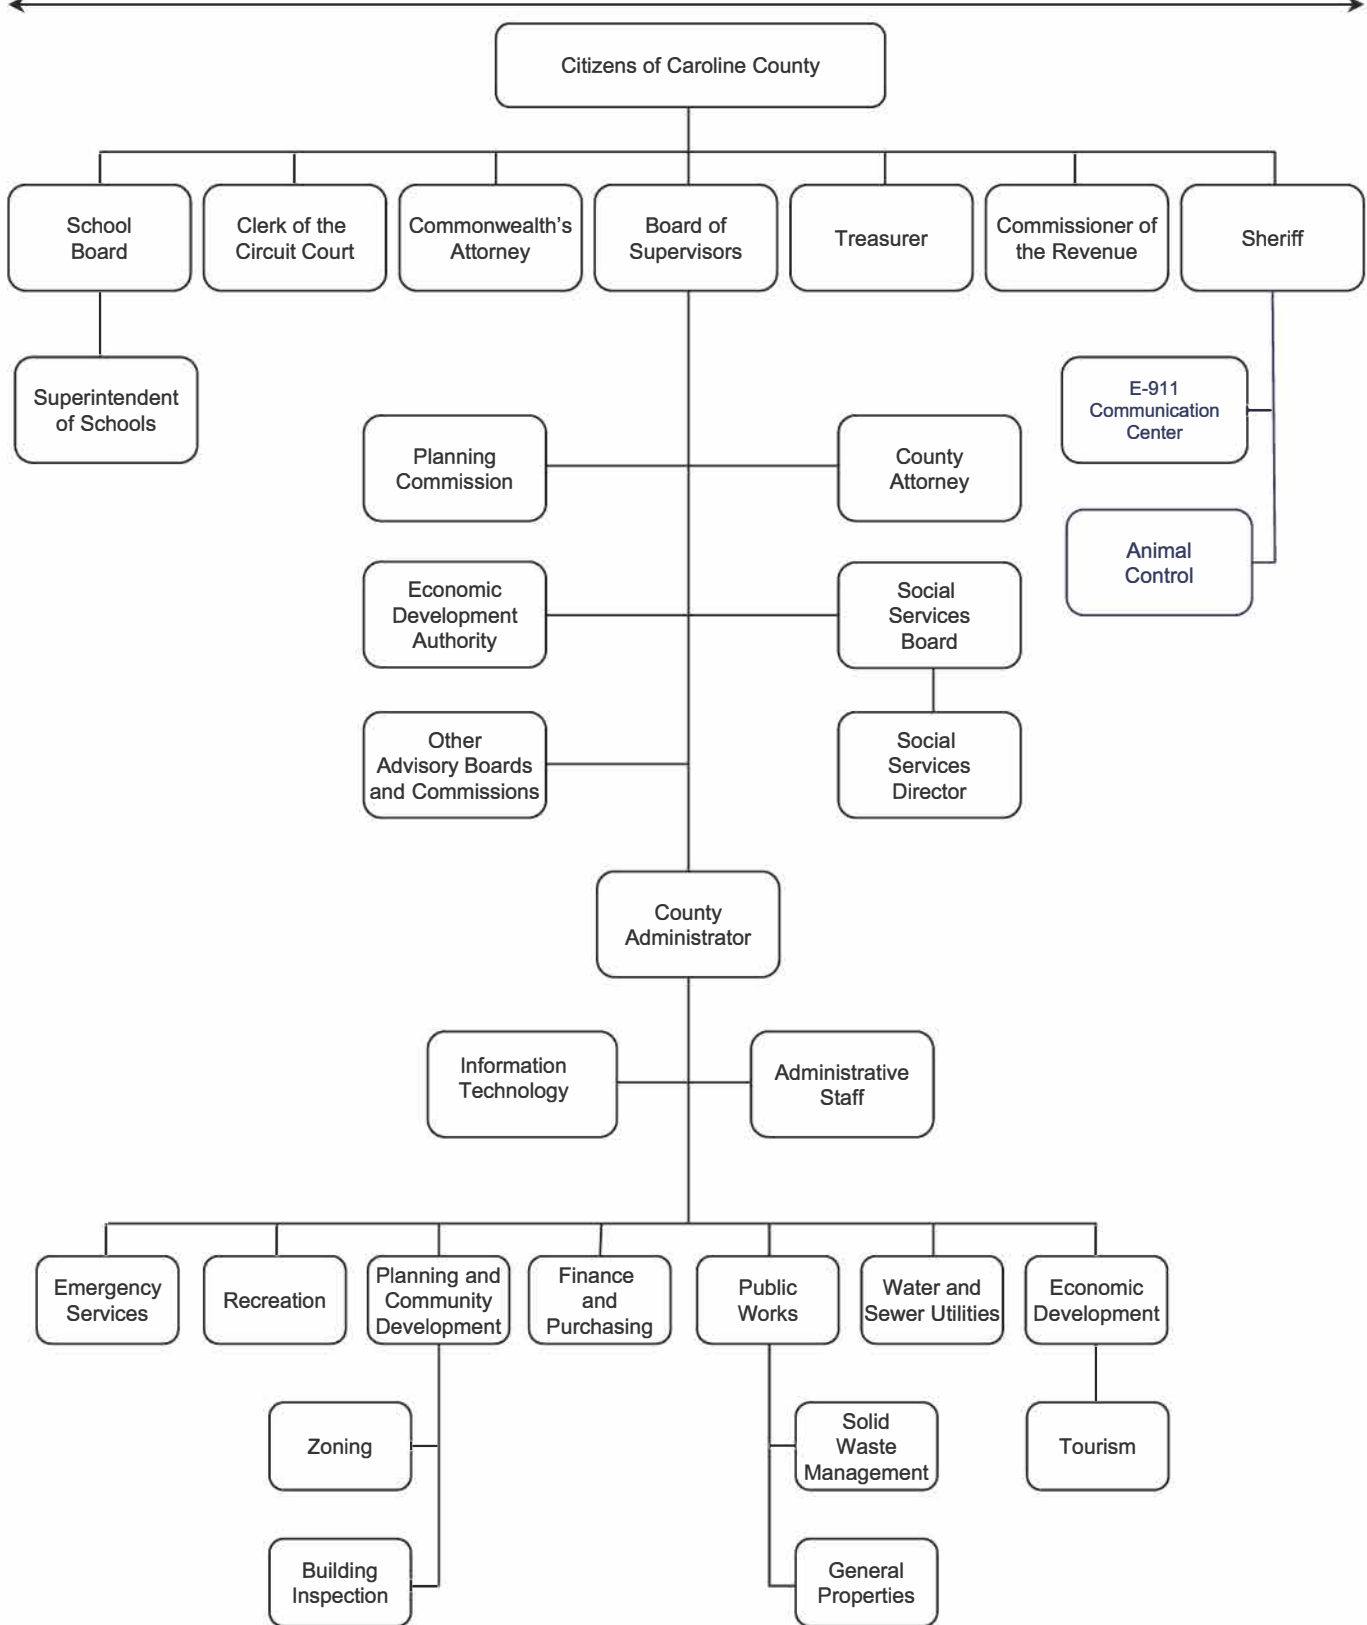 Citizens of Caroline County
School
Board
Clerk of the
Circuit Court
Commonwealth’s
Attorney
Board of
Supervisors
Treasurer
Commissioner of
the Revenue
Sheriff
Superintendent
of Schools
E-911
Communication
Center
Planning
Commission
County
Attorney
Animal
Control
Economic
Development
Authority
Social
Services
Board
Other
Advisory Boards
and Commissions
Social
Services
Director
County
Administrator
Information
Technology
Administrative
Staff
Emergency
Services
Recreation
Planning and
Community
Development
Finance
and
Purchasing
Public
Works
Water and
Sewer Utilities
Economic
Development
Zoning
Solid
Waste
Management
Tourism
Building
Inspection
General
Properties